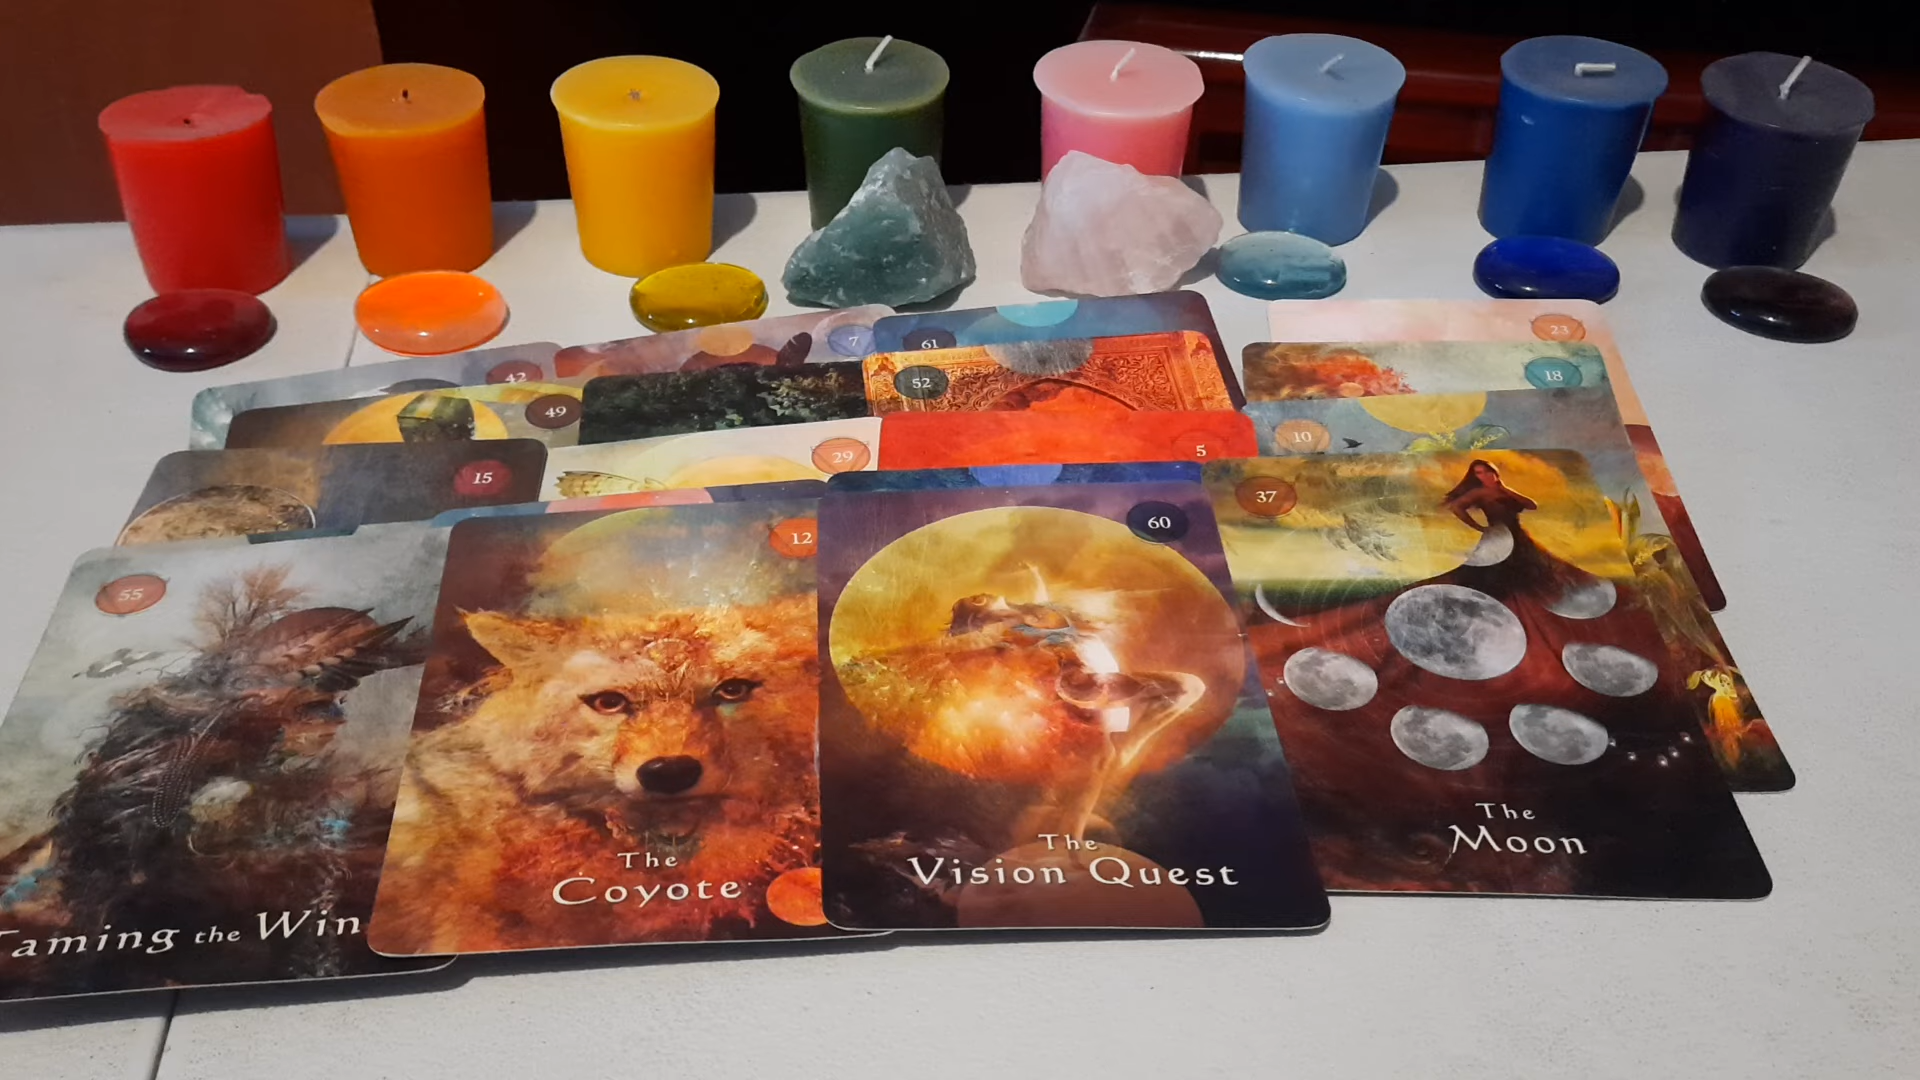 7
61
23
42
52
18
49
10
29
5
15
37
60
12
55
The
Moon
The
Vision Quest
The
Coyote
Taming the Win